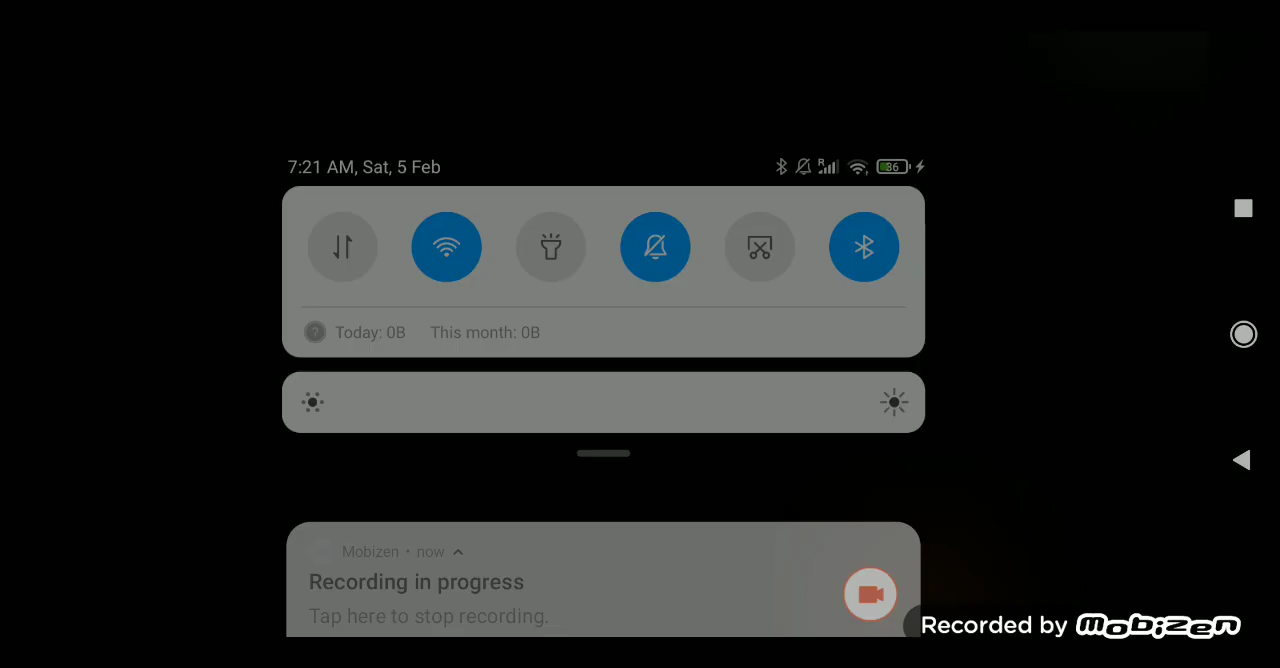 7:21 AM, Sat, 5 Feb
R
86
?
Today: 0B This month: 0B
Mobizen • now
Recording in progress
Tap here to stop recording.
Recorded by mobizen